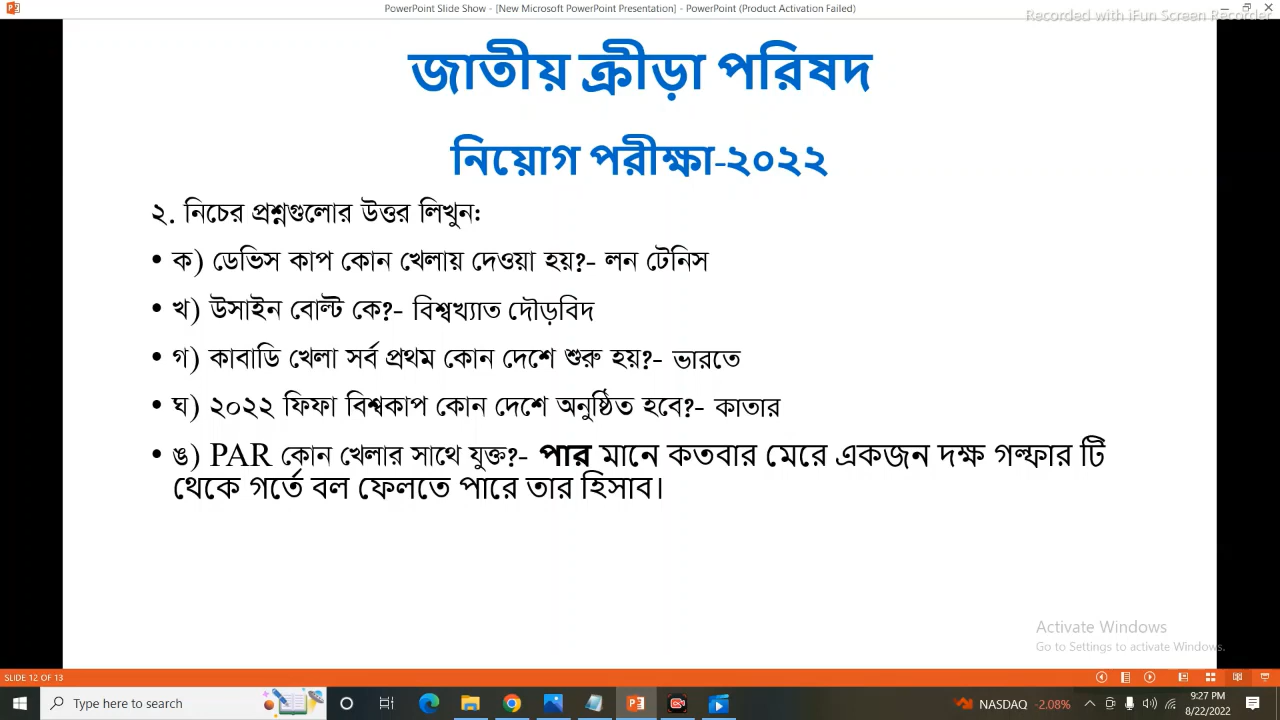 PowerPoint Slide Show - [New Microsoft PowerPoint Presentation] - PowerPoint (Product Activation Failed)
Recorded with iFun Screen Recorder
জাতীয় ক্রীড়া পরিষদ
নিয়োগ পরীক্ষা-২০২২
২. নিচের প্রশ্নগুলোর উত্তর লিখুন:
• ক) ডেভিস কাপ কোন খেলায় দেওয়া হয়?- লন টেনিস
• খ) উসাইন বোল্ট কে?- বিশ্বখ্যাত দৌড়বিদ
• গ) কাবাডি খেলা সর্ব প্রথম কোন দেশে শুরু হয়?- ভারতে
• ঘ) ২০২২ ফিফা বিশ্বকাপ কোন দেশে অনুষ্ঠিত হবে?- কাতার
• ঙ) PAR কোন খেলার সাথে যুক্ত?- পার মানে কতবার মেরে একজন দক্ষ গল্ফার টি
থেকে গর্তে বল ফেলতে পারে তার হিসাব।
Activate Windows
Go to Settings to activate Windows.
SLIDE 12 OF 13
Type here to search
NASDAQ -2.08%
9:27 PM
8/22/2022